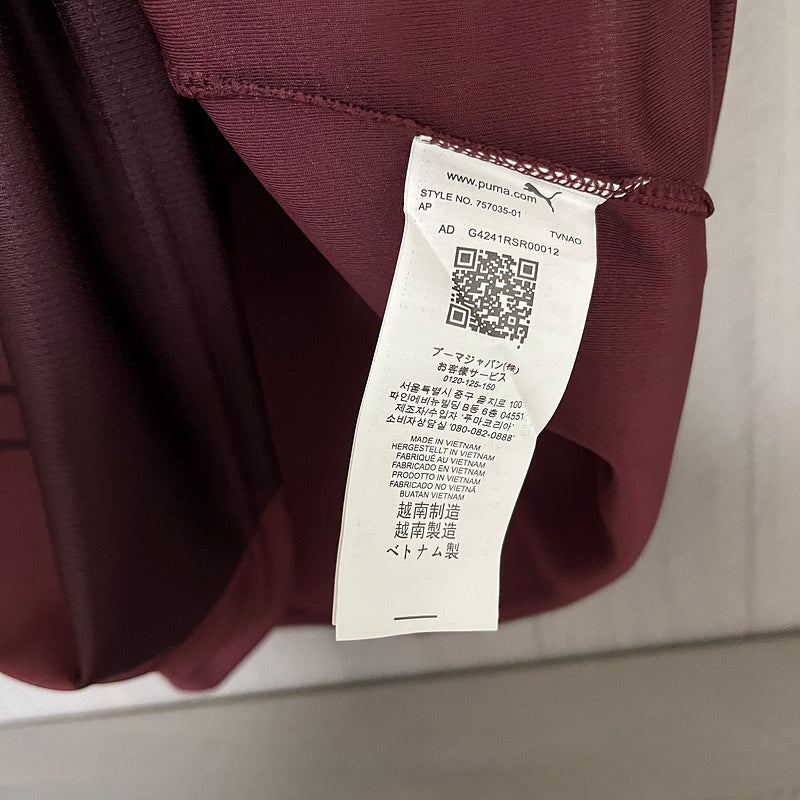 www.puma.com
STYLE NO. 757035-01
AP
TVNAO
AD G4241RSR00012
プーマジャパン(株)
お客様サービス
0120-125-150
서울특별시 중구 을지로 100
파인에비뉴빌딩 B동 6층 04551
제조자/수입자 '푸마코리아'
소비자상담실 '080-082-0888'
MADE IN VIETNAM
HERGESTELLT IN VIETNAM
FABRIQUÉ AU VIETNAM
FABRICADO EN VIETNAM
PRODOTTO IN VIETNAM
FABRICADO NO VIETNÃ
BUATAN VIETNAM
越南制造
越南製造
ベトナム製